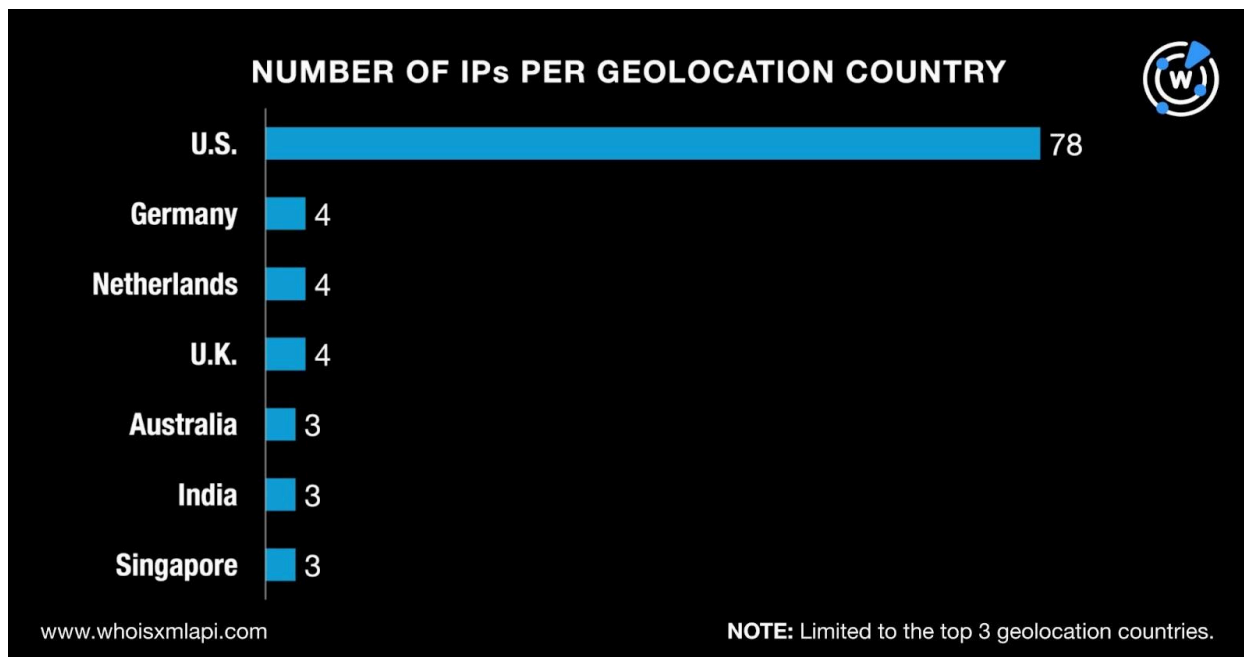 NUMBER OF IPs PER GEOLOCATION COUNTRY
W
U.S. 78
Germany 4
Netherlands 4
U.K. 4
Australia 3
India 3
Singapore 3
www.whoisxmlapi.com
NOTE: Limited to the top 3 geolocation countries.